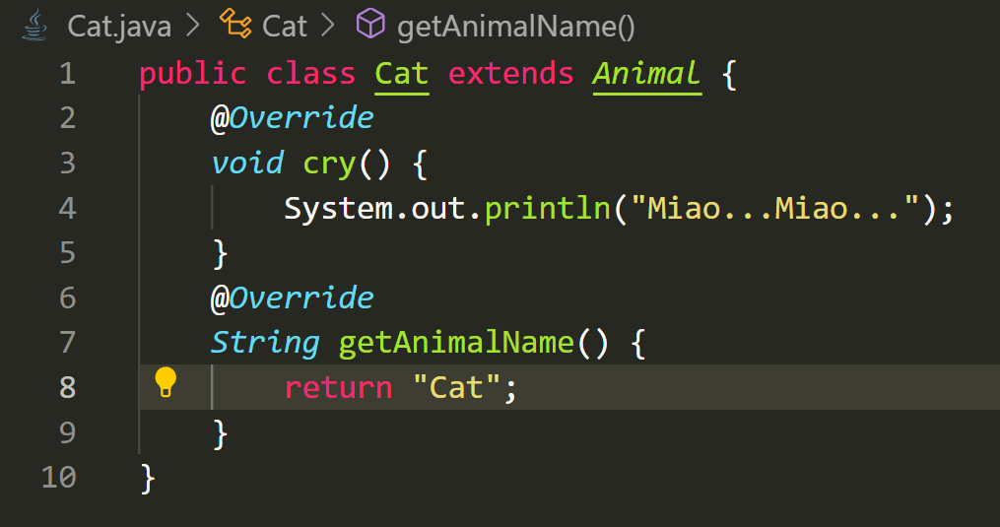 Cat.java > Cat > getAnimalName()
1 public class Cat extends Animal {
2 @Override
3 void cry() {
4 System.out.println("Miao...Miao...");
5 }
6 @Override
7 String getAnimalName() {
8 return "Cat";
9 }
10 }